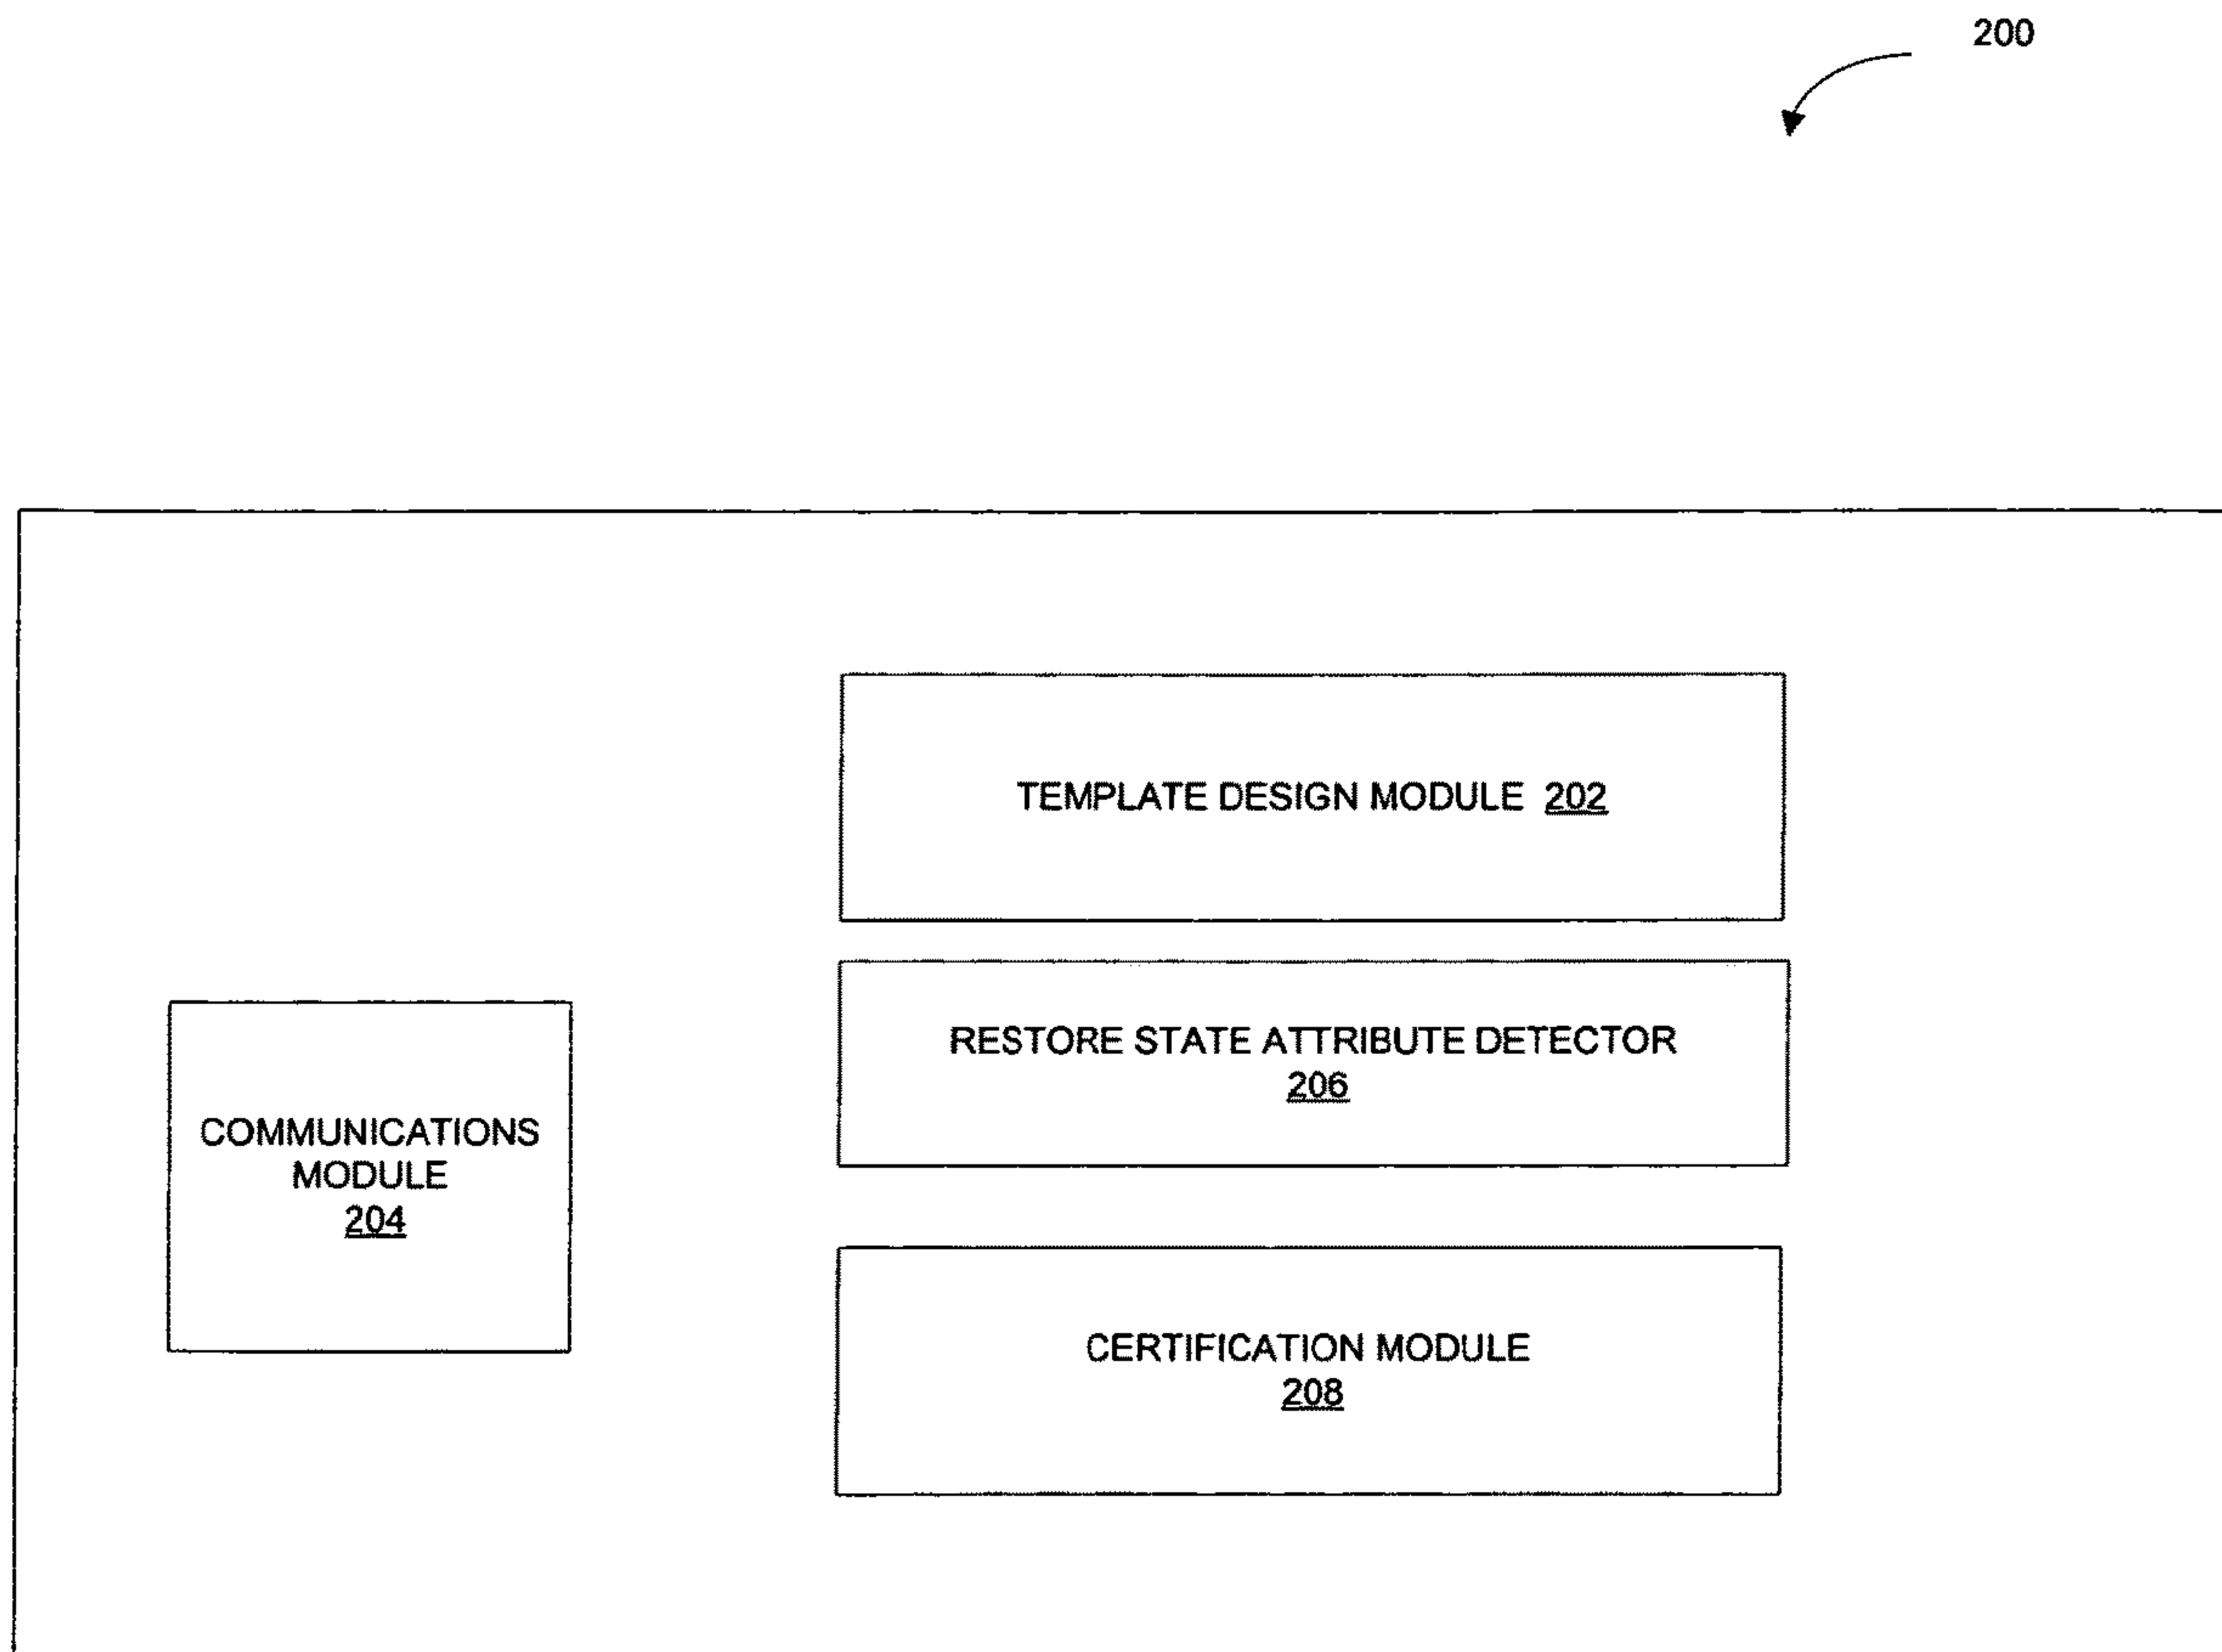 200
TEMPLATE DESIGN MODULE 202
RESTORE STATE ATTRIBUTE DETECTOR
206
COMMUNICATIONS
MODULE
204
CERTIFICATION MODULE
208